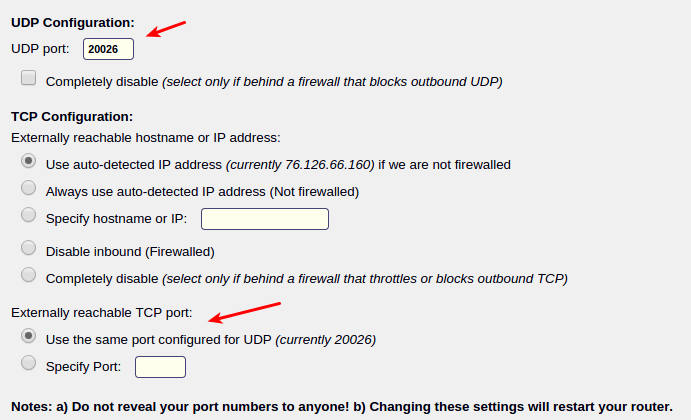 UDP Configuration:
UDP port: 20026
Completely disable (select only if behind a firewall that blocks outbound UDP)
TCP Configuration:
Externally reachable hostname or IP address:
Use auto-detected IP address (currently 76.126.66.160) if we are not firewalled
Always use auto-detected IP address (Not firewalled)
Specify hostname or IP:
Disable inbound (Firewalled)
Completely disable (select only if behind a firewall that throttles or blocks outbound TCP)
Externally reachable TCP port:
Use the same port configured for UDP (currently 20026)
Specify Port:
Notes: a) Do not reveal your port numbers to anyone! b) Changing these settings will restart your router.